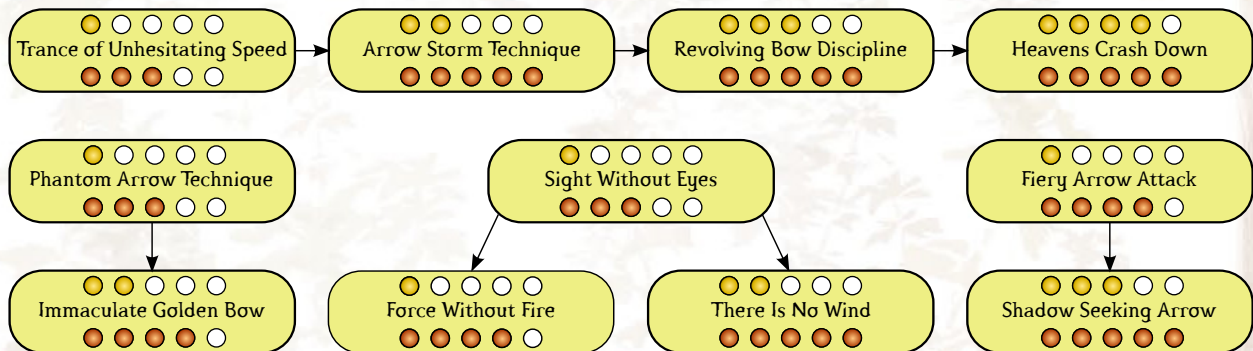 Trance of Unhesitating Speed
Arrow Storm Technique
Revolving Bow Discipline
Heavens Crash Down
Phantom Arrow Technique
Sight Without Eyes
Fiery Arrow Attack
Immaculate Golden Bow
Force Without Fire
There Is No Wind
Shadow Seeking Arrow